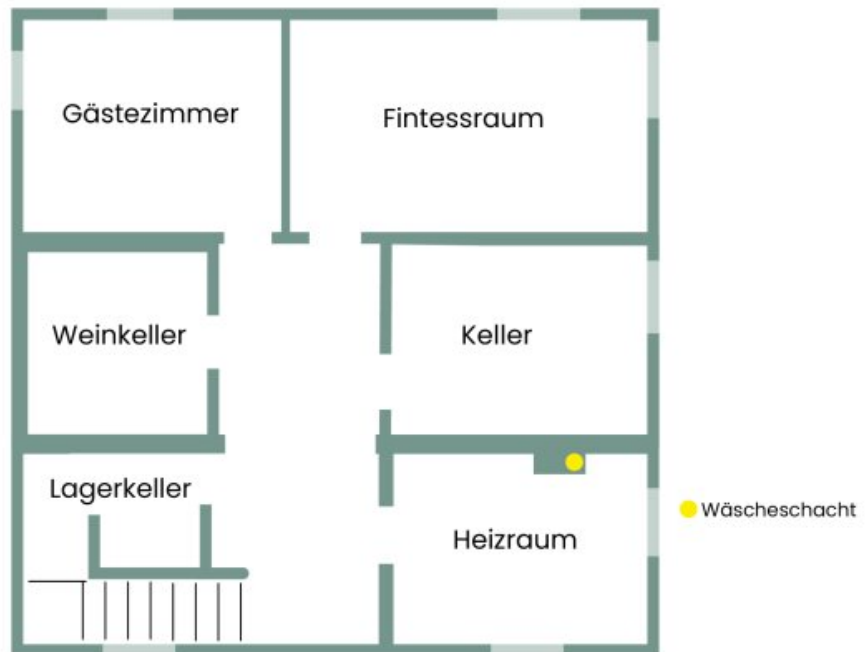 Gästezimmer
Fintessraum
Weinkeller
Keller
Lagerkeller
Heizraum
Wäscheschacht